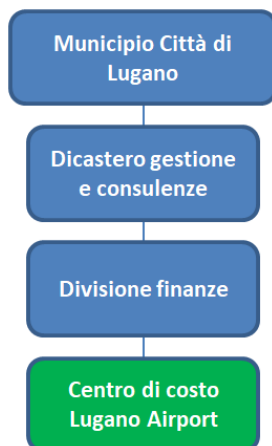 Municipio Città di
Lugano
Dicastero gestione
e consulenze
Divisione finanze
Centro di costo
Lugano Airport